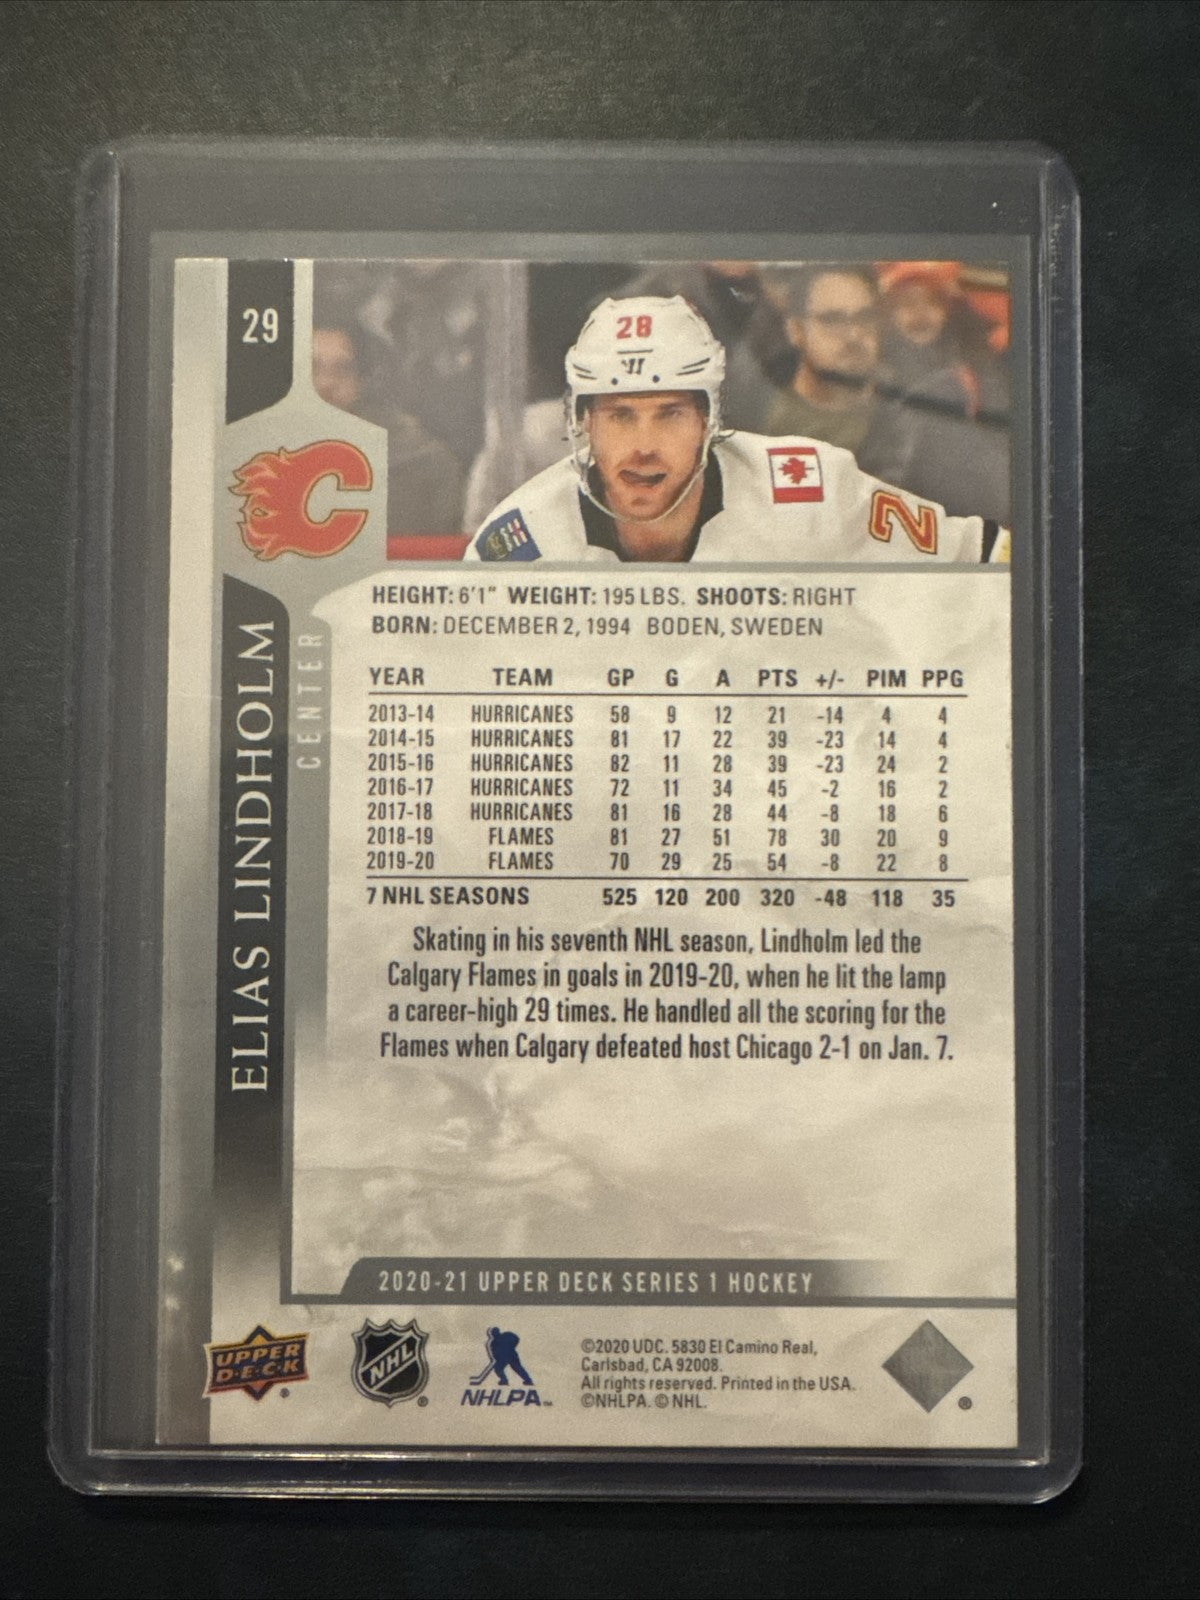 29
28
2
ELIAS LINDHOLM
CENTER
HEIGHT: 6'1" WEIGHT: 195 LBS. SHOOTS: RIGHT
BORN: DECEMBER 2, 1994 BODEN, SWEDEN
YEAR TEAM GP G A PTS +/- PIM PPG
2013-14 HURRICANES 58 9 12 21 -14 4 4
2014-15 HURRICANES 81 17 22 39 -23 14 4
2015-16 HURRICANES 82 11 28 39 -23 24 2
2016-17 HURRICANES 72 11 34 45 -2 16 2
2017-18 HURRICANES 81 16 28 44 -8 18 6
2018-19 FLAMES 81 27 51 78 30 20 9
2019-20 FLAMES 70 29 25 54 -8 22 8
7 NHL SEASONS 525 120 200 320 -48 118 35
Skating in his seventh NHL season, Lindholm led the
Calgary Flames in goals in 2019-20, when he lit the lamp
a career-high 29 times. He handled all the scoring for the
Flames when Calgary defeated host Chicago 2-1 on Jan. 7.
2020-21 UPPER DECK SERIES 1 HOCKEY
UPPER
D·E·C·K ®
NHL ®
NHLPA™
©2020 UDC. 5830 El Camino Real,
Carlsbad, CA 92008.
All rights reserved. Printed in the USA.
©NHLPA. © NHL.
®